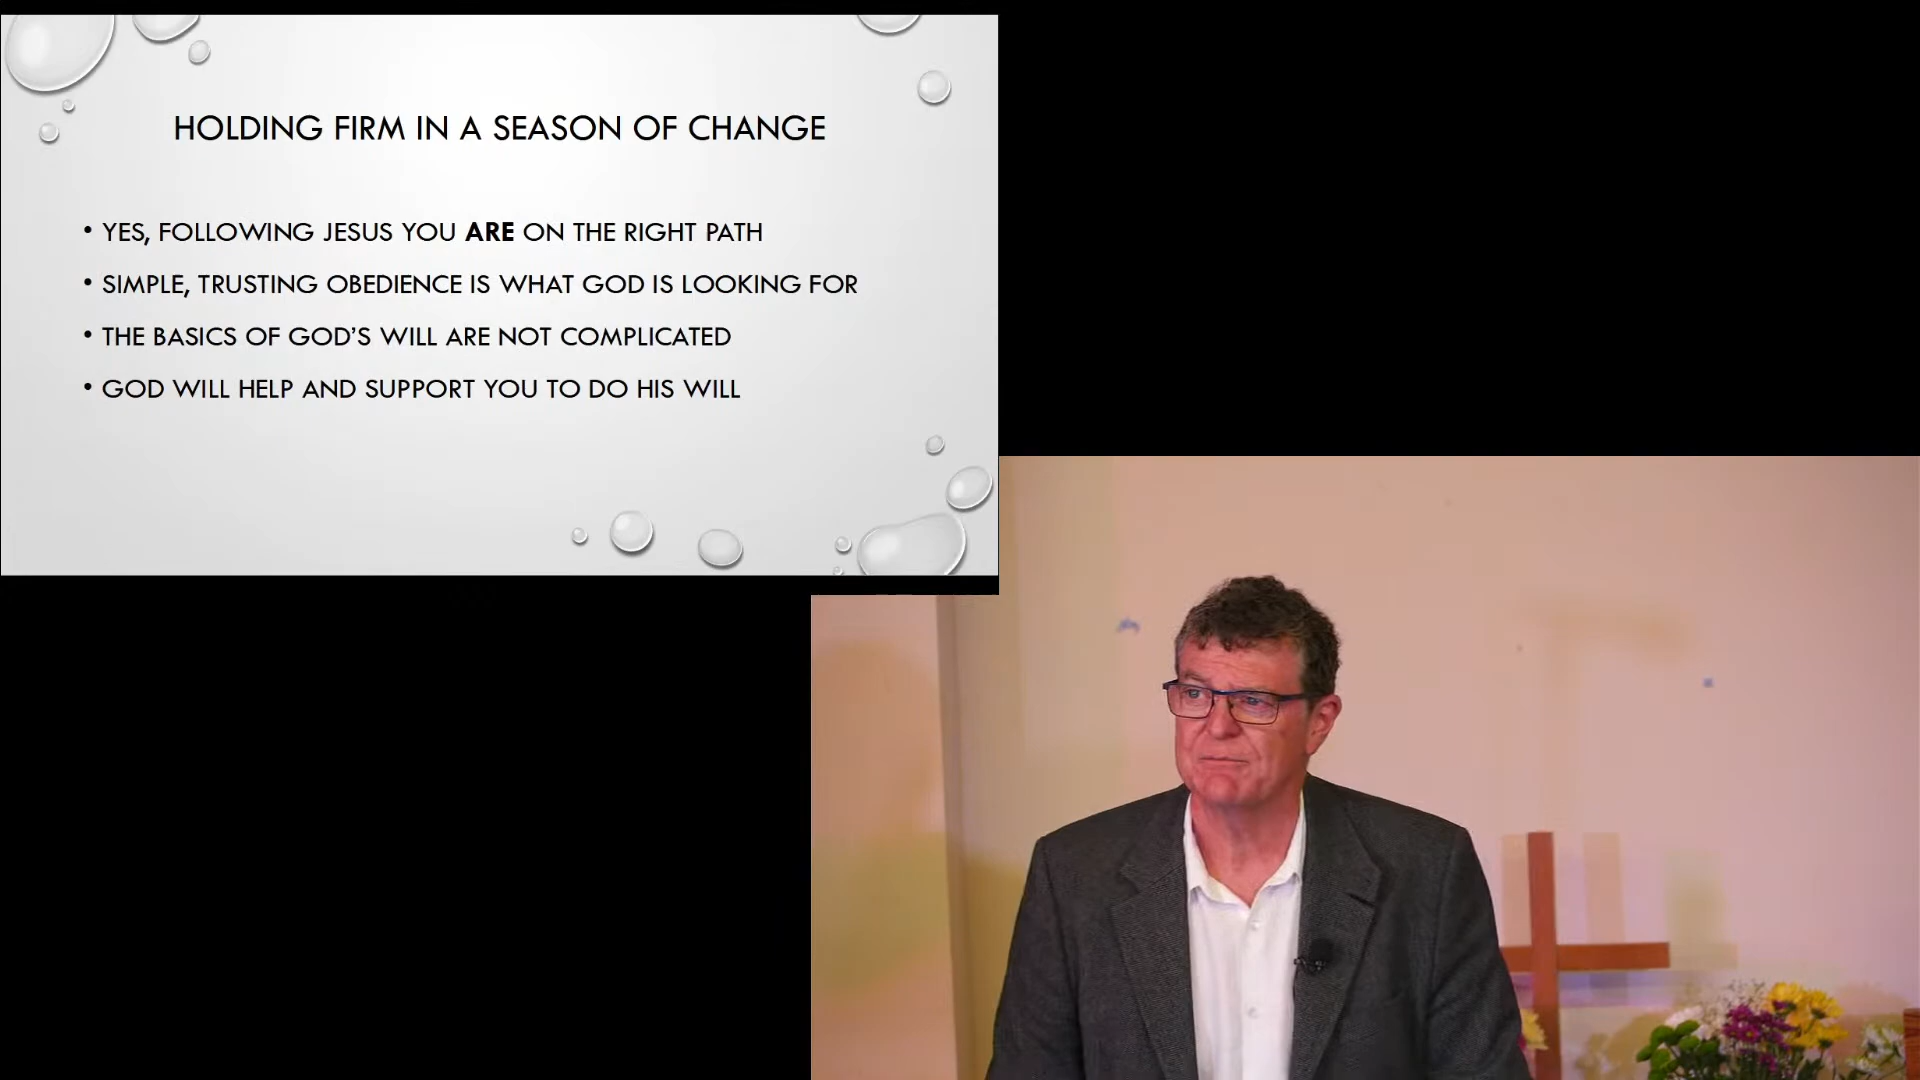 HOLDING FIRM IN A SEASON OF CHANGE
• YES, FOLLOWING JESUS YOU ARE ON THE RIGHT PATH
• SIMPLE, TRUSTING OBEDIENCE IS WHAT GOD IS LOOKING FOR
• THE BASICS OF GOD’S WILL ARE NOT COMPLICATED
• GOD WILL HELP AND SUPPORT YOU TO DO HIS WILL